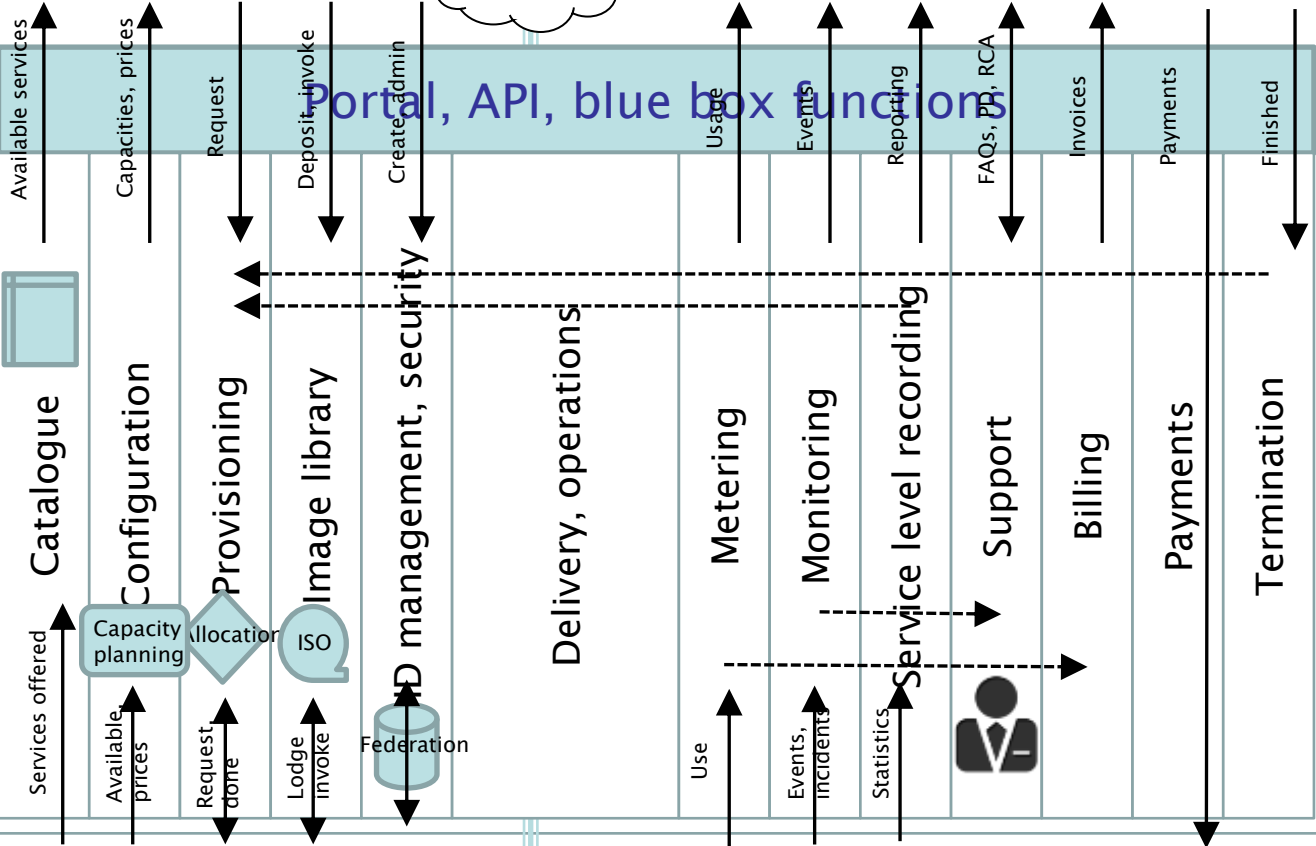 Available services
Capacities, prices
Request
Deposit, invoke
Create, admin
Portal, API, blue box functions
Usage
Events
Reporting
FAQs, PD, RCA
Invoices
Payments
Finished
Catalogue
Configuration
Provisioning
Image library
ID management, security
Delivery, operations
Metering
Monitoring
Service level recording
Support
Billing
Payments
Termination
Capacity
planning
Allocation
ISO
Federation
Services offered
Available,
prices
Request,
done
Lodge
invoke
Use
Events,
incidents
Statistics